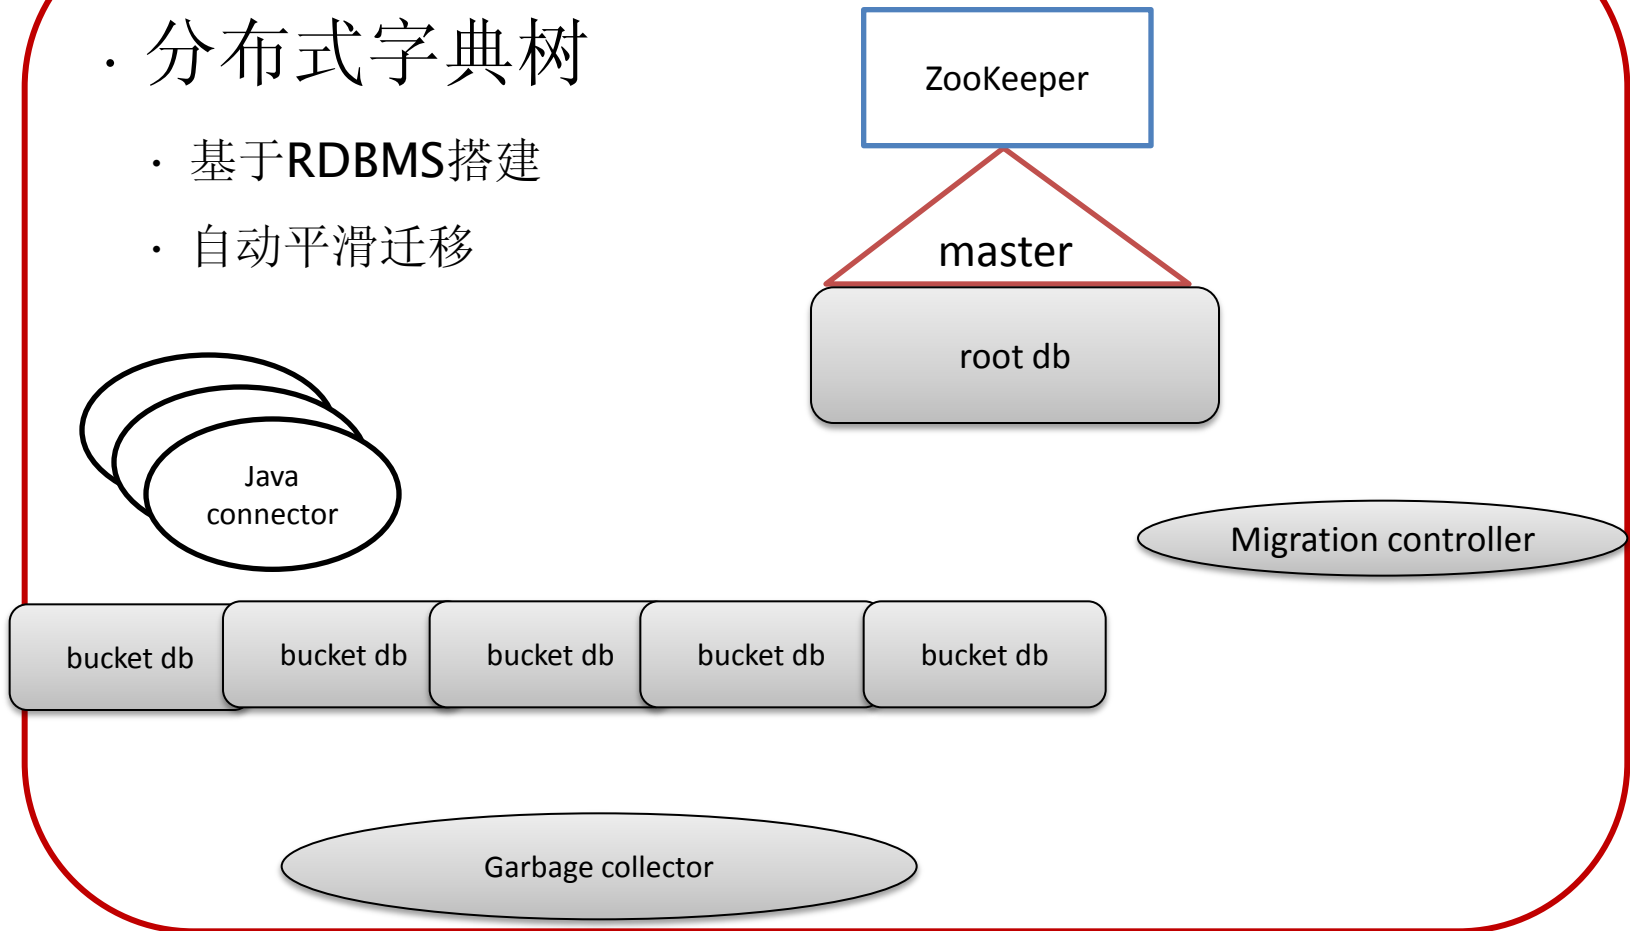 · 分布式字典树
· 基于RDBMS搭建
· 自动平滑迁移
ZooKeeper
master
root db
Java
connector
Migration controller
bucket db
bucket db
bucket db
bucket db
bucket db
Garbage collector